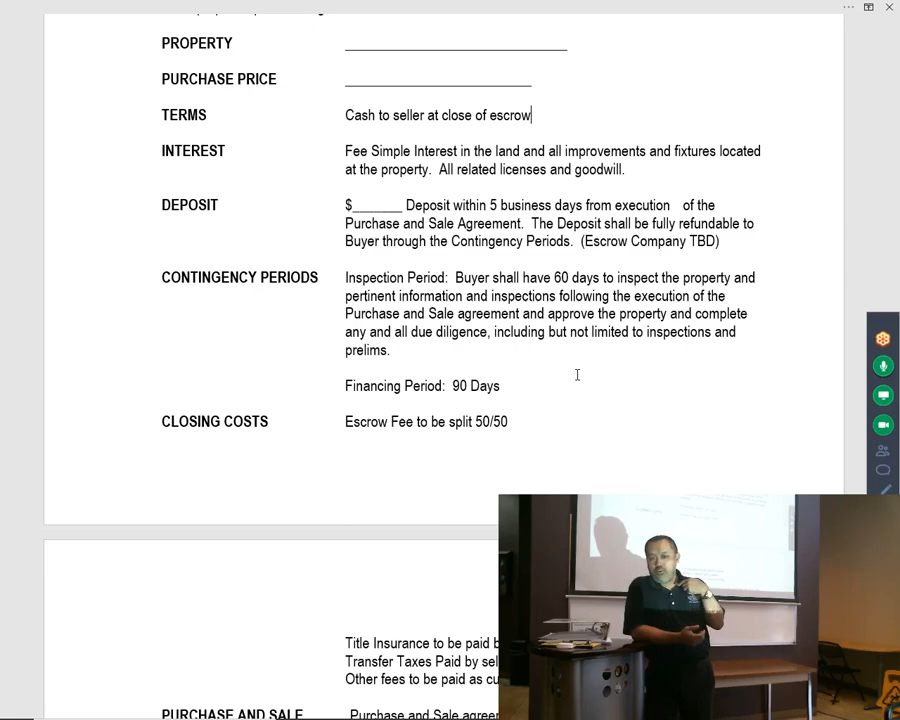 PROPERTY
PURCHASE PRICE
TERMS Cash to seller at close of escrow
INTEREST Fee Simple Interest in the land and all improvements and fixtures located
at the property. All related licenses and goodwill.
DEPOSIT $_______ Deposit within 5 business days from execution of the
Purchase and Sale Agreement. The Deposit shall be fully refundable to
Buyer through the Contingency Periods. (Escrow Company TBD)
CONTINGENCY PERIODS Inspection Period: Buyer shall have 60 days to inspect the property and
pertinent information and inspections following the execution of the
Purchase and Sale agreement and approve the property and complete
any and all due diligence, including but not limited to inspections and
prelims.
Financing Period: 90 Days
CLOSING COSTS Escrow Fee to be split 50/50
Title Insurance to be paid
Transfer Taxes Paid by
Other fees to be paid as
PURCHASE AND SALE Purchase and Sale